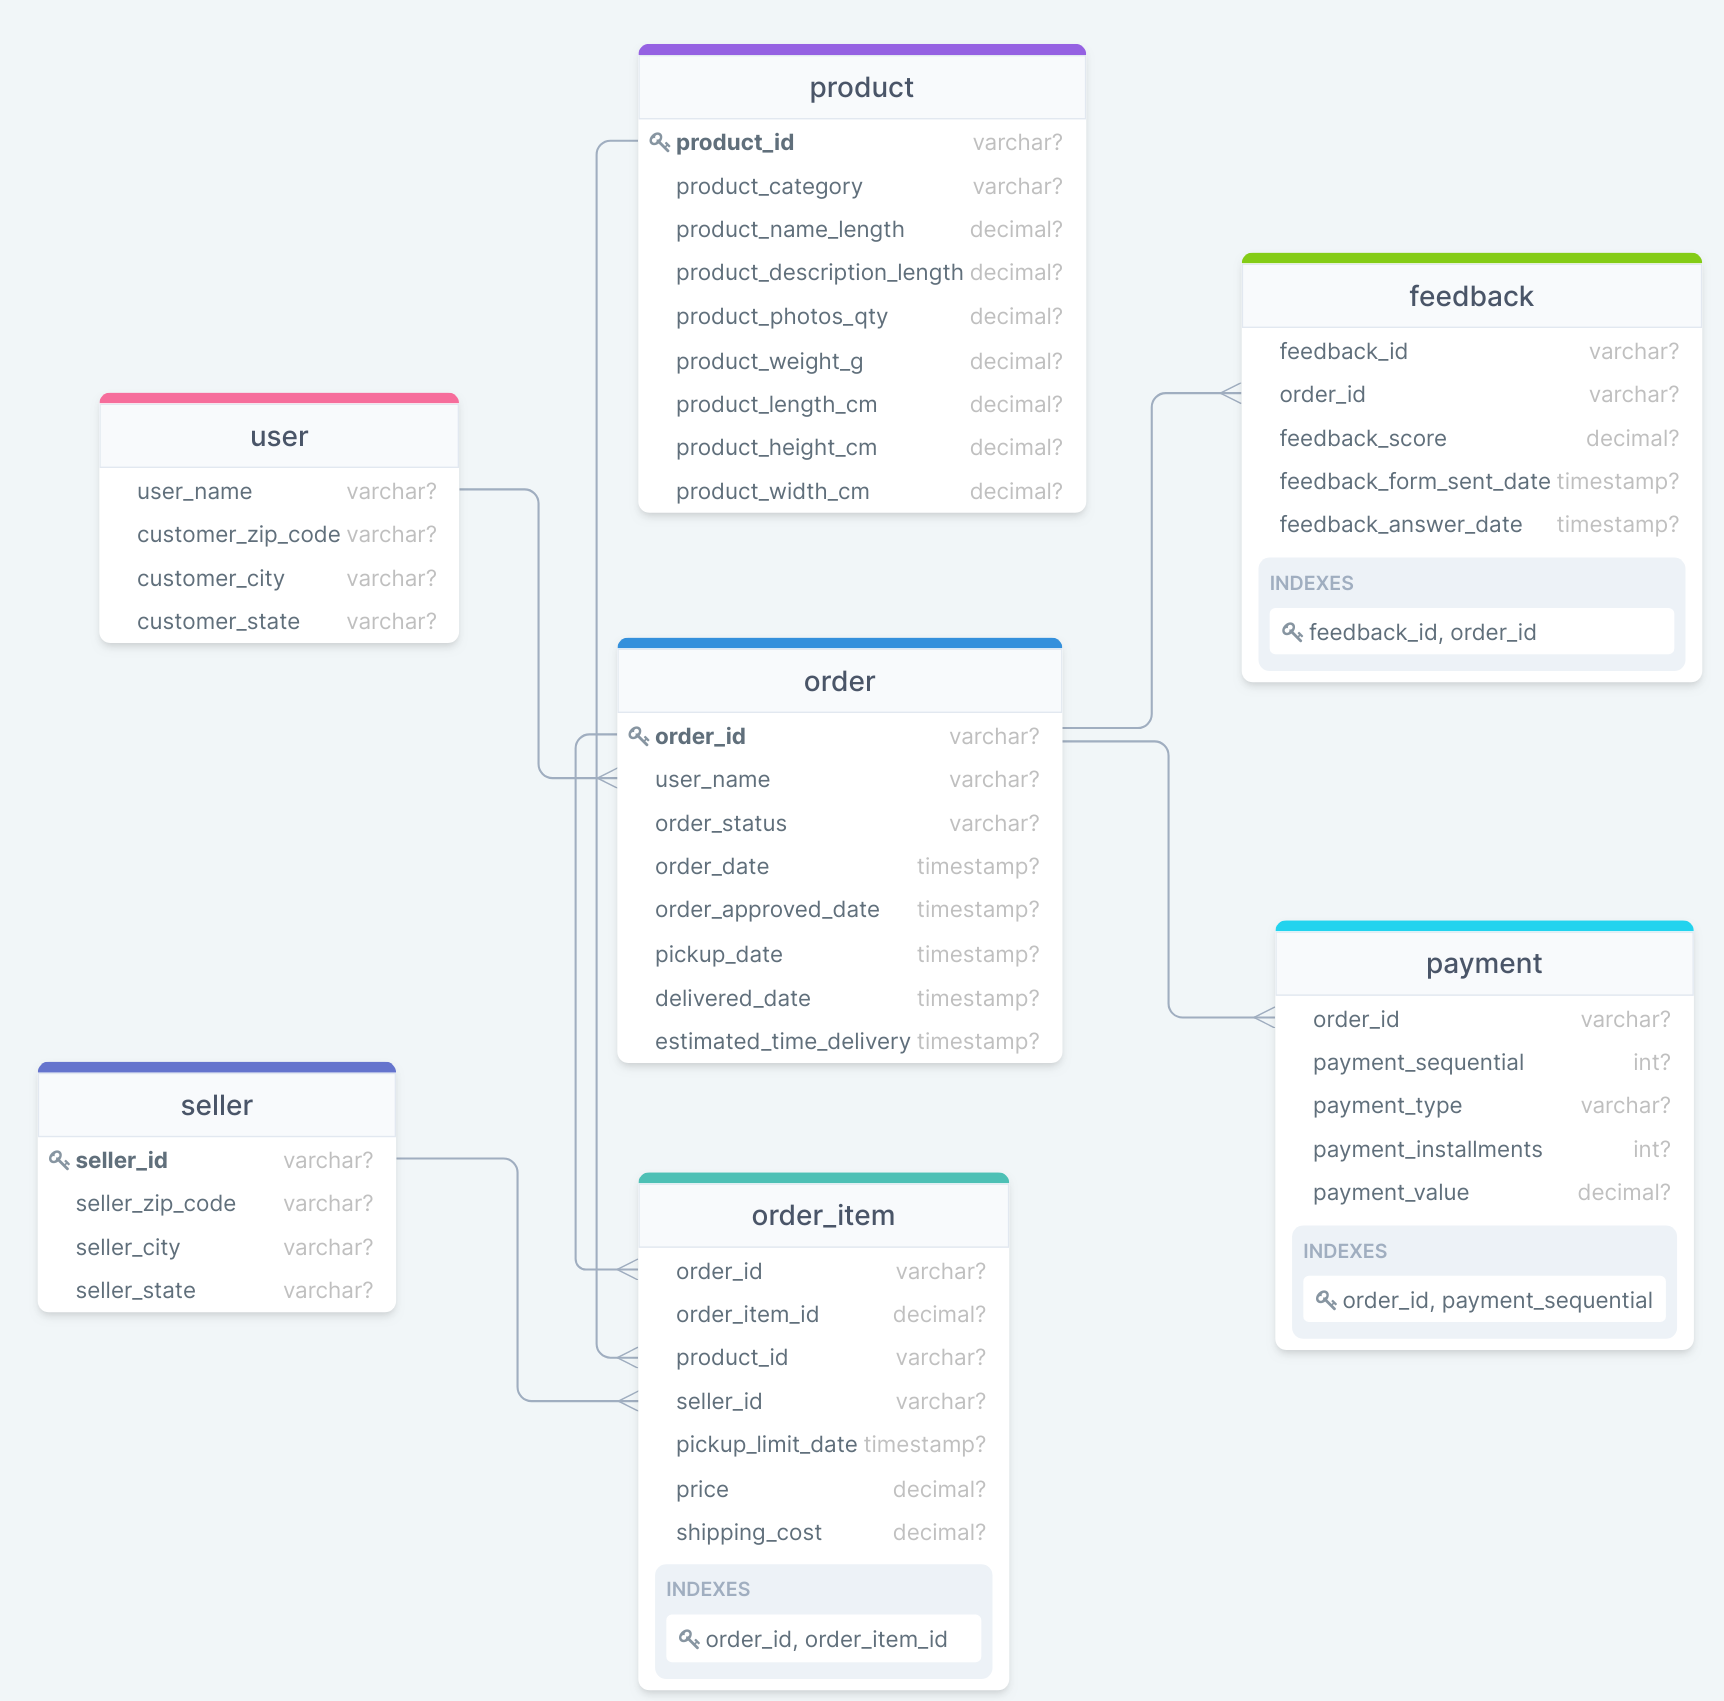 product
product_id varchar?
product_category varchar?
product_name_length decimal?
product_description_length decimal?
product_photos_qty decimal?
product_weight_g decimal?
product_length_cm decimal?
product_height_cm decimal?
product_width_cm decimal?
feedback
feedback_id varchar?
order_id varchar?
feedback_score decimal?
feedback_form_sent_date timestamp?
feedback_answer_date timestamp?
INDEXES
feedback_id, order_id
user
user_name varchar?
customer_zip_code varchar?
customer_city varchar?
customer_state varchar?
order
order_id varchar?
user_name varchar?
order_status varchar?
order_date timestamp?
order_approved_date timestamp?
pickup_date timestamp?
delivered_date timestamp?
estimated_time_delivery timestamp?
payment
order_id varchar?
payment_sequential int?
payment_type varchar?
payment_installments int?
payment_value decimal?
INDEXES
order_id, payment_sequential
seller
seller_id varchar?
seller_zip_code varchar?
seller_city varchar?
seller_state varchar?
order_item
order_id varchar?
order_item_id decimal?
product_id varchar?
seller_id varchar?
pickup_limit_date timestamp?
price decimal?
shipping_cost decimal?
INDEXES
order_id, order_item_id